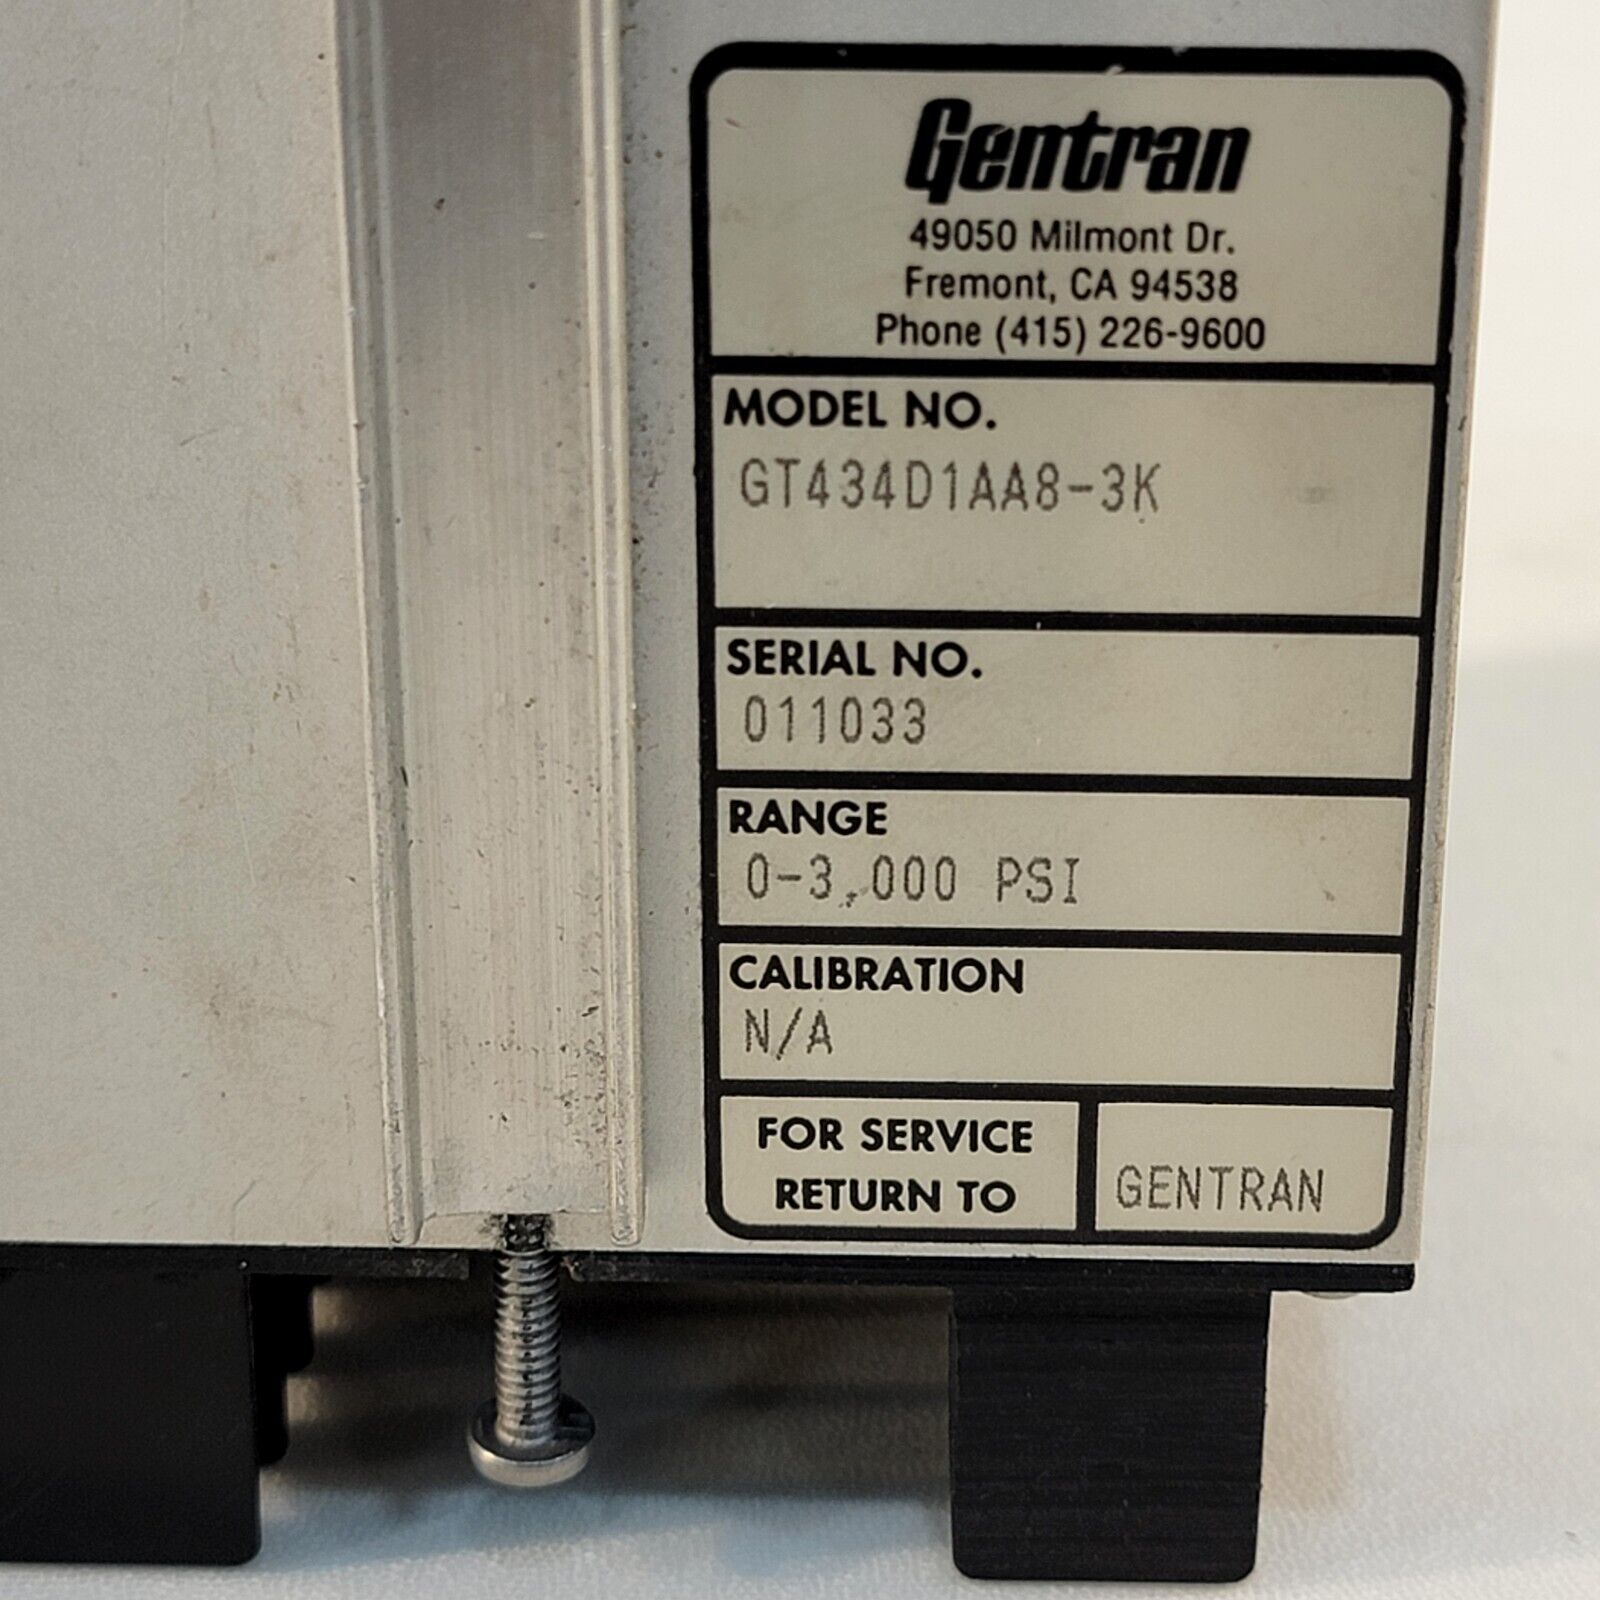 Gentran
49050 Milmont Dr.
Fremont, CA 94538
Phone (415) 226-9600
MODEL NO.
GT434D1AA8-3K
SERIAL NO.
011033
RANGE
0-3,000 PSI
CALIBRATION
N/A
FOR SERVICE
RETURN TO
GENTRAN